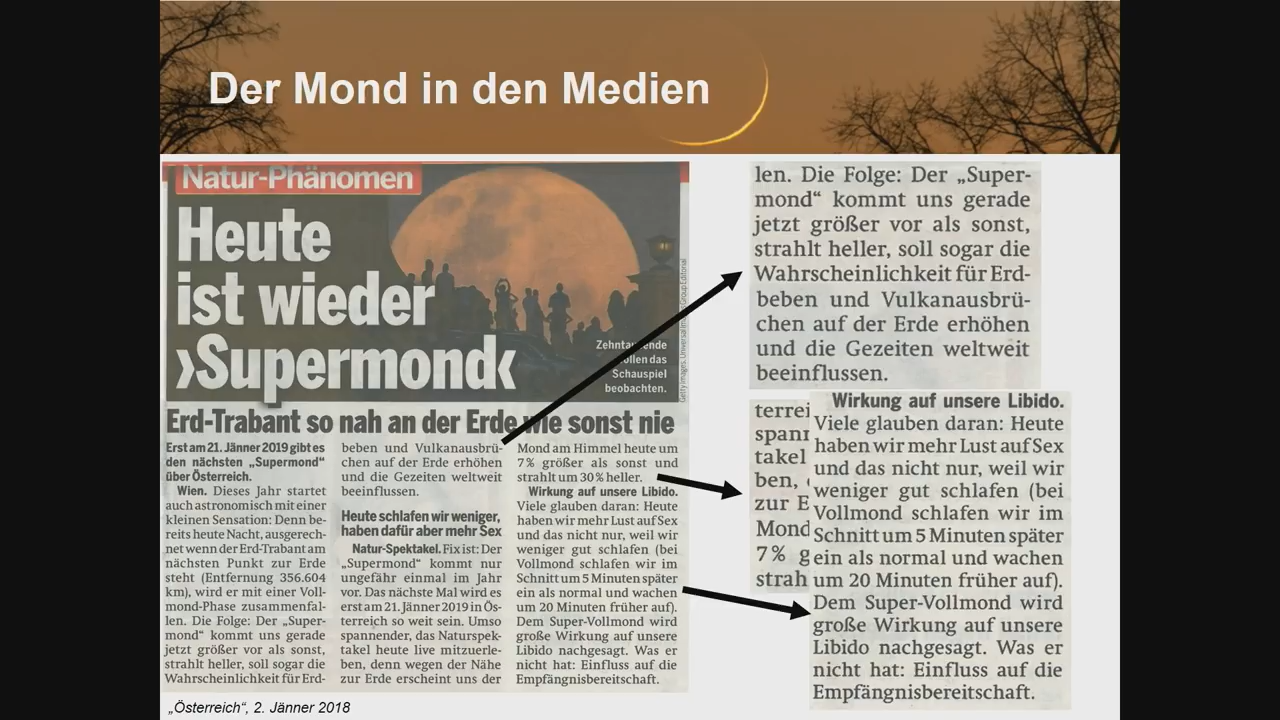 Der Mond in den Medien
Natur-Phänomen
Heute
ist wieder
›Supermond‹
Zehntausende
wollen das
Schauspiel
beobachten.
Erd-Trabant so nah an der Erde wie sonst nie
Erst am 21. Jänner 2019 gibt es
den nächsten „Supermond“
über Österreich.
Wien. Dieses Jahr startet
auch astronomisch mit einer
kleinen Sensation: Denn be-
reits heute Nacht, ausgerech-
net wenn der Erd-Trabant am
nächsten Punkt zur Erde
steht (Entfernung 356.604
km), wird er mit einer Voll-
mond-Phase zusammenfal-
len. Die Folge: Der „Super-
mond“ kommt uns gerade
jetzt größer vor als sonst,
strahlt heller, soll sogar die
Wahrscheinlichkeit für Erd-
beben und Vulkanausbrü-
chen auf der Erde erhöhen
und die Gezeiten weltweit
beeinflussen.
Heute schlafen wir weniger,
haben dafür aber mehr Sex
Natur-Spektakel. Fix ist: Der
„Supermond“ kommt nur
ungefähr einmal im Jahr
vor. Das nächste Mal wird es
erst am 21. Jänner 2019 in Ös-
terreich so weit sein. Umso
spannender, das Naturspek-
takel heute live mitzuerle-
ben, denn wegen der Nähe
zur Erde erscheint uns der
Mond am Himmel heute um
7 % größer als sonst und
strahlt um 30 % heller.
Wirkung auf unsere Libido.
Viele glauben daran: Heute
haben wir mehr Lust auf Sex
und das nicht nur, weil wir
weniger gut schlafen (bei
Vollmond schlafen wir im
Schnitt um 5 Minuten später
ein als normal und wachen
um 20 Minuten früher auf).
Dem Super-Vollmond wird
große Wirkung auf unsere
Libido nachgesagt. Was er
nicht hat: Einfluss auf die
Empfängnisbereitschaft.
„Österreich“, 2. Jänner 2018
len. Die Folge: Der „Super-
mond“ kommt uns gerade
jetzt größer vor als sonst,
strahlt heller, soll sogar die
Wahrscheinlichkeit für Erd-
beben und Vulkanausbrü-
chen auf der Erde erhöhen
und die Gezeiten weltweit
beeinflussen.
terrei
spann
takel
ben,
zur E
Mond
7 % g
strah
Wirkung auf unsere Libido.
Viele glauben daran: Heute
haben wir mehr Lust auf Sex
und das nicht nur, weil wir
weniger gut schlafen (bei
Vollmond schlafen wir im
Schnitt um 5 Minuten später
ein als normal und wachen
um 20 Minuten früher auf).
Dem Super-Vollmond wird
große Wirkung auf unsere
Libido nachgesagt. Was er
nicht hat: Einfluss auf die
Empfängnisbereitschaft.